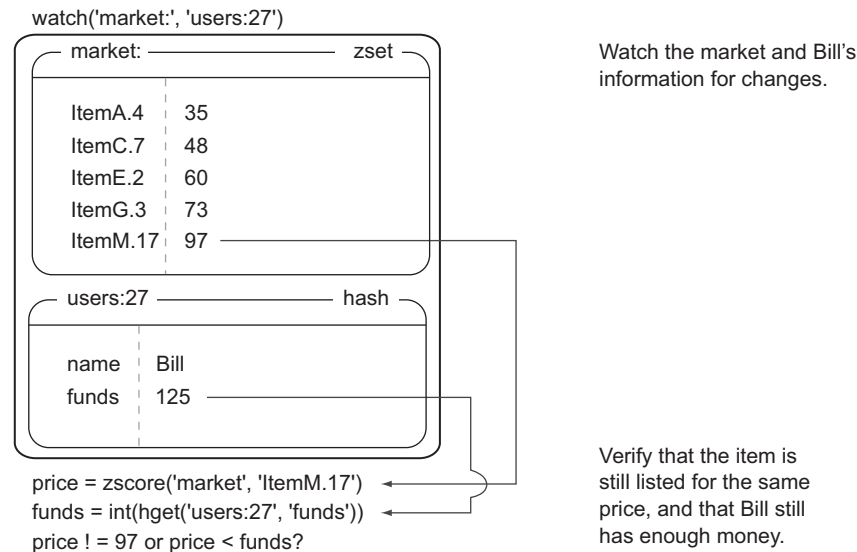 watch('market:', 'users:27')
market: zset
ItemA.4 35
ItemC.7 48
ItemE.2 60
ItemG.3 73
ItemM.17 97
users:27 hash
name Bill
funds 125
price = zscore('market', 'ItemM.17')
funds = int(hget('users:27', 'funds'))
price ! = 97 or price < funds?
Watch the market and Bill's
information for changes.
Verify that the item is
still listed for the same
price, and that Bill still
has enough money.